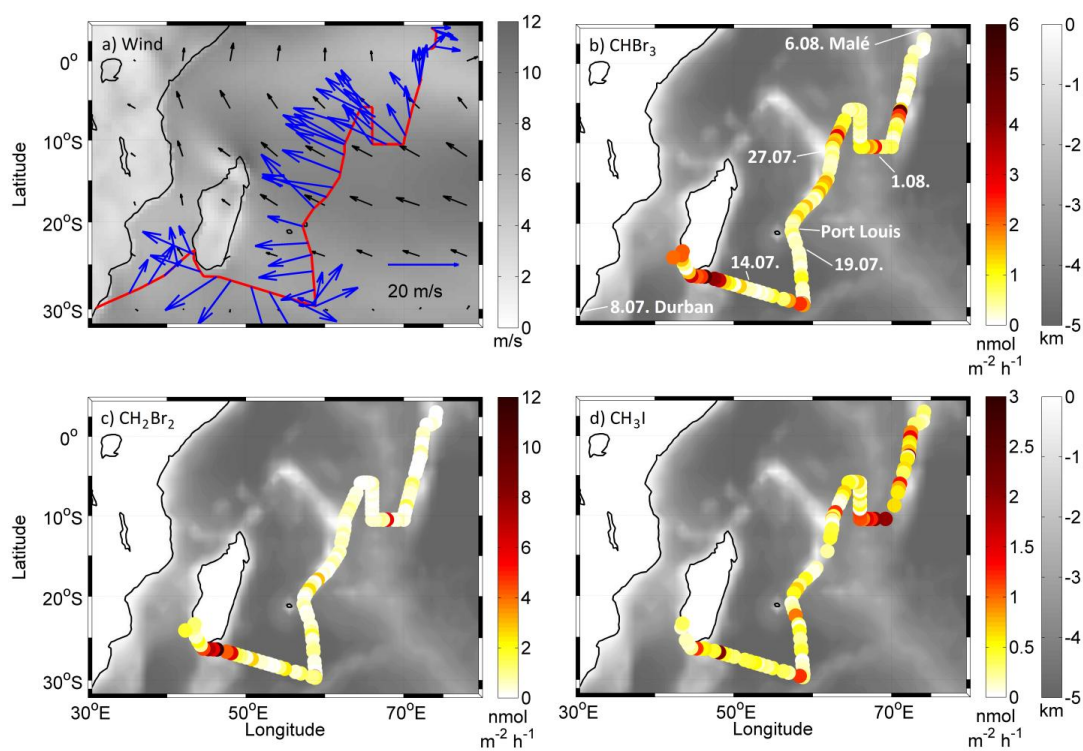 a) Wind
20 m/s
12
10
8
6
4
2
0
m/s
0°
10°S
20°S
30°S
Latitude
b) CHBr₃
6.08. Malé
27.07.
1.08.
Port Louis
14.07.
19.07.
8.07. Durban
6
5
4
3
2
1
0
nmol
m⁻² h⁻¹
0
-1
-2
-3
-4
-5
km
c) CH₂Br₂
0°
10°S
20°S
30°S
Latitude
30°E
50°E
70°E
Longitude
12
10
8
6
4
2
0
nmol
m⁻² h⁻¹
d) CH₃I
30°E
50°E
70°E
Longitude
3
2.5
2
1.5
1
0.5
0
nmol
m⁻² h⁻¹
0
-1
-2
-3
-4
-5
km